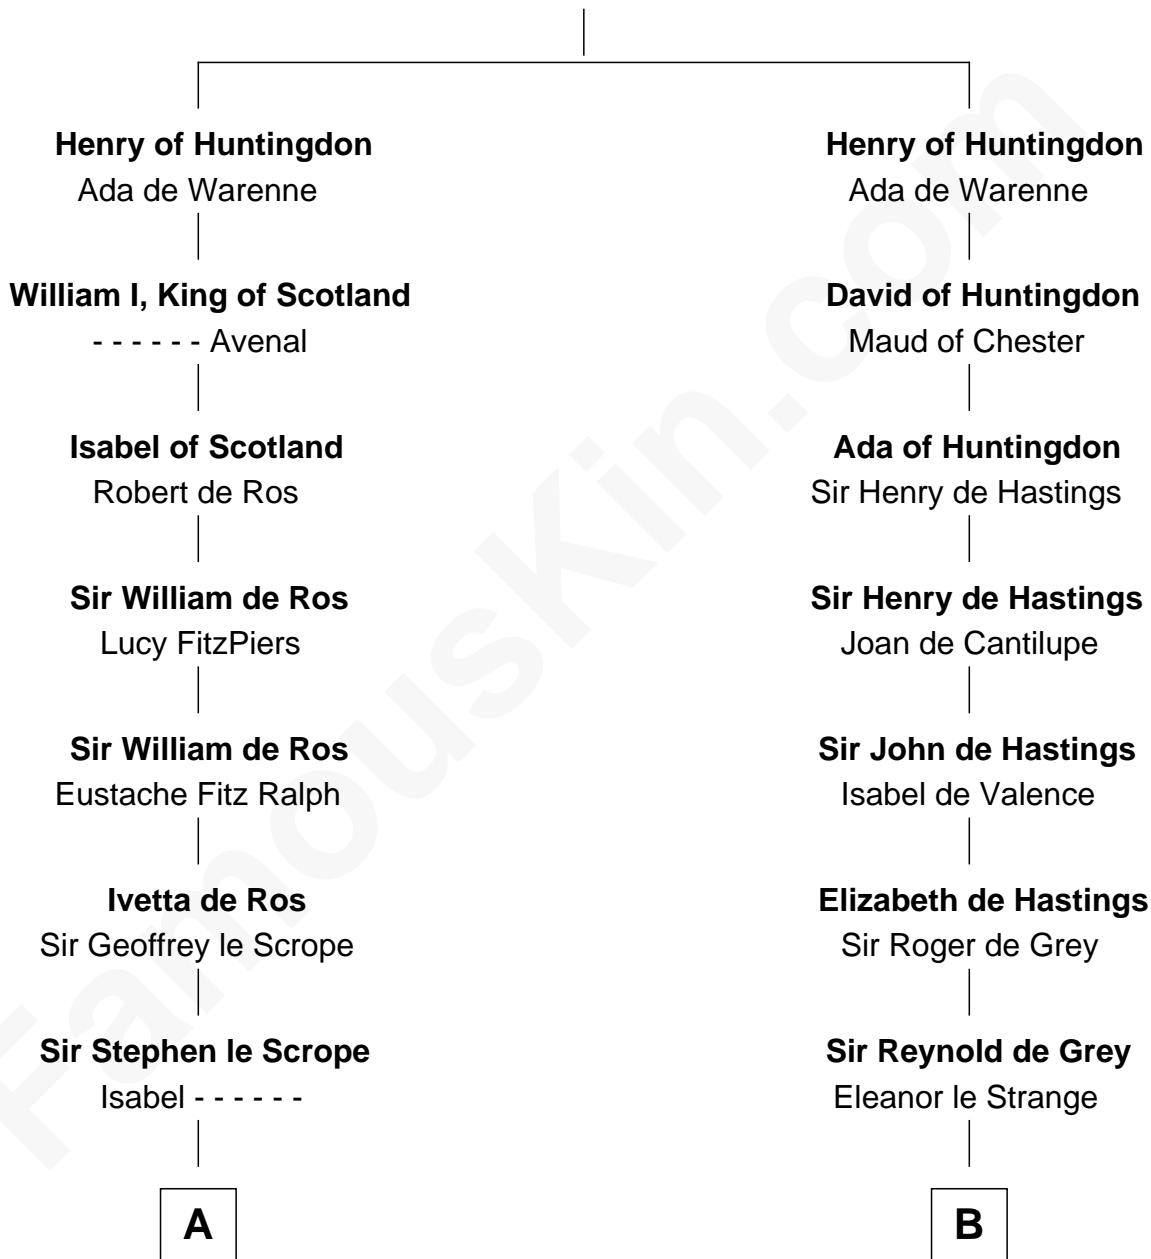 Henry of Huntingdon
Ada de Warenne
William I, King of Scotland
- - - - - - Avenal
Isabel of Scotland
Robert de Ros
Sir William de Ros
Lucy FitzPiers
Sir William de Ros
Eustache Fitz Ralph
Ivetta de Ros
Sir Geoffrey le Scrope
Sir Stephen le Scrope
Isabel - - - - - -
A
Henry of Huntingdon
Ada de Warenne
David of Huntingdon
Maud of Chester
Ada of Huntingdon
Sir Henry de Hastings
Sir Henry de Hastings
Joan de Cantilupe
Sir John de Hastings
Isabel de Valence
Elizabeth de Hastings
Sir Roger de Grey
Sir Reynold de Grey
Eleanor le Strange
B
FamousKin.com